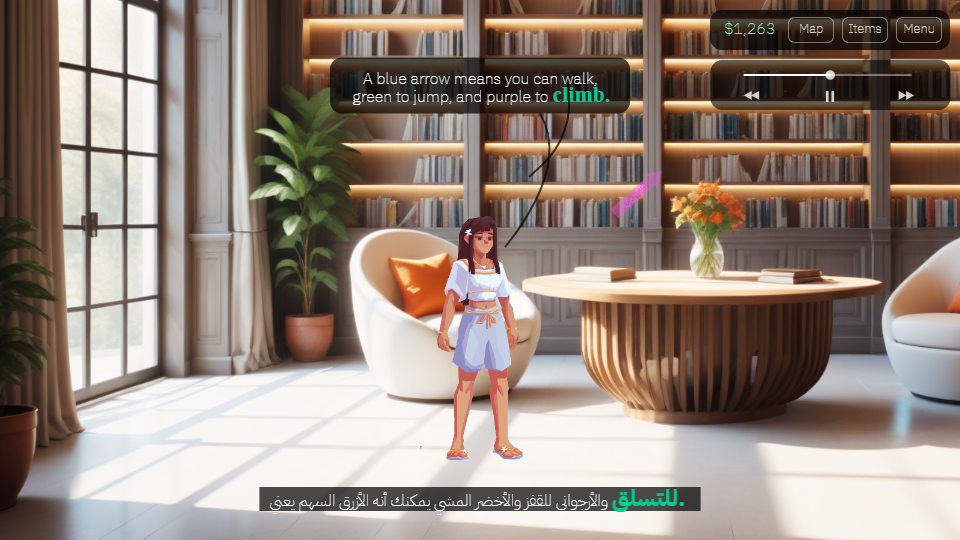 $1,263
Map
Items
Menu
A blue arrow means you can walk,
green to jump, and purple to climb.
يعني السهم الأزرق أنه يمكنك المشي والأخضر للقفز والأرجواني للتسلق.